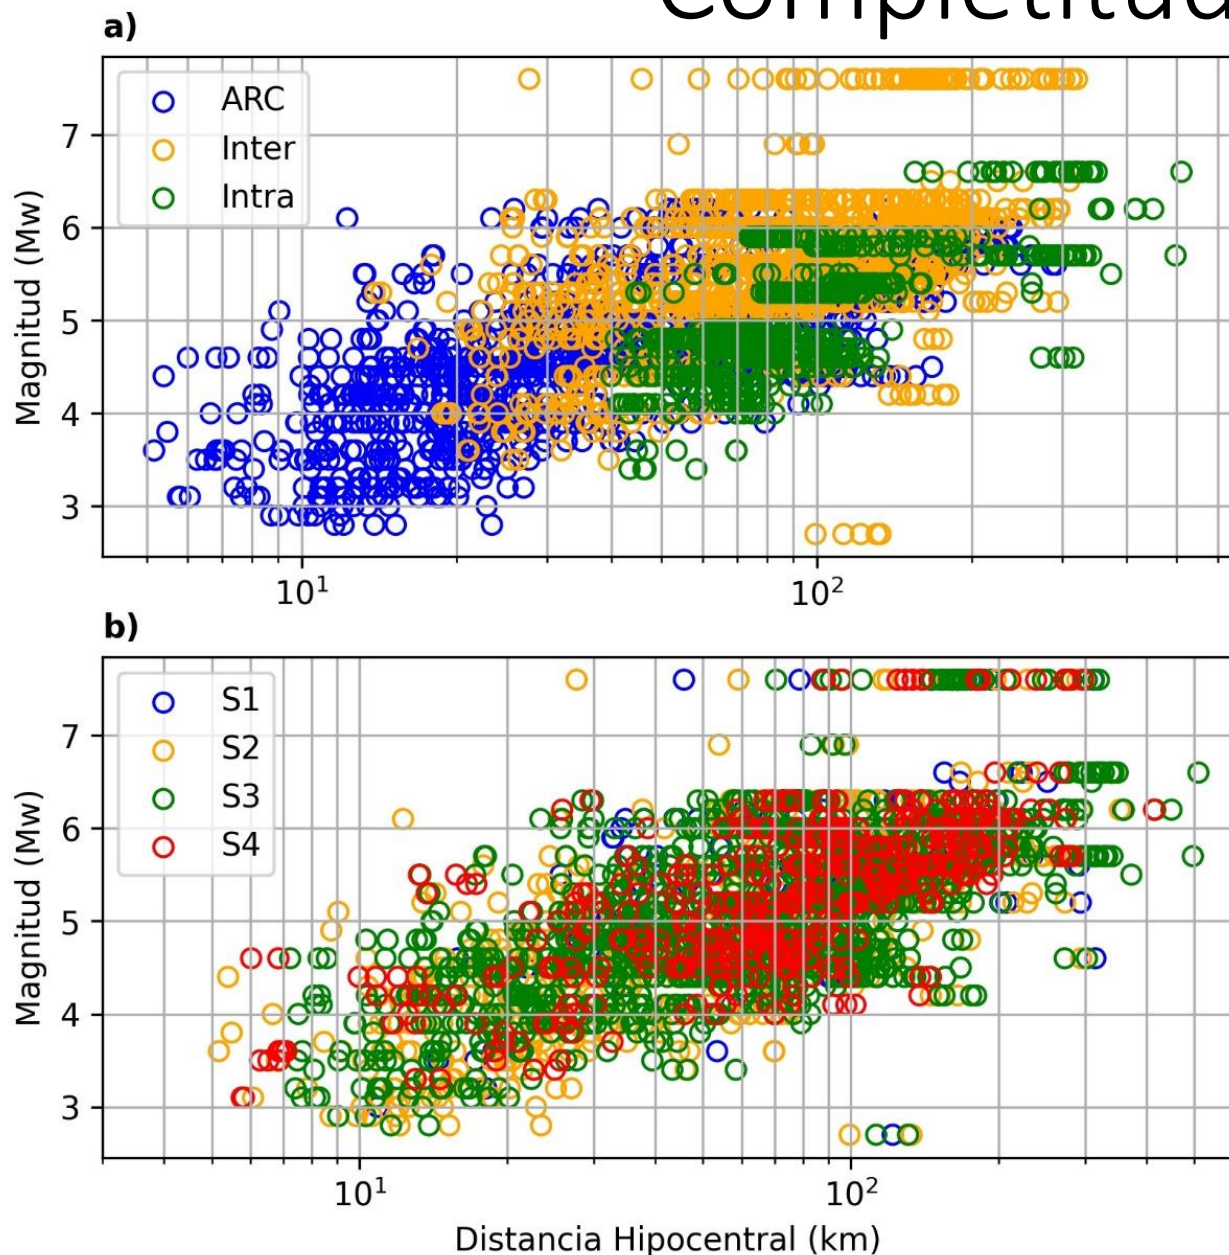 Completitud
a)
ARC
Inter
Intra
7
6
5
4
3
Magnitud (Mw)
10¹
10²
b)
S1
S2
S3
S4
7
6
5
4
3
Magnitud (Mw)
10¹
10²
Distancia Hipocentral (km)